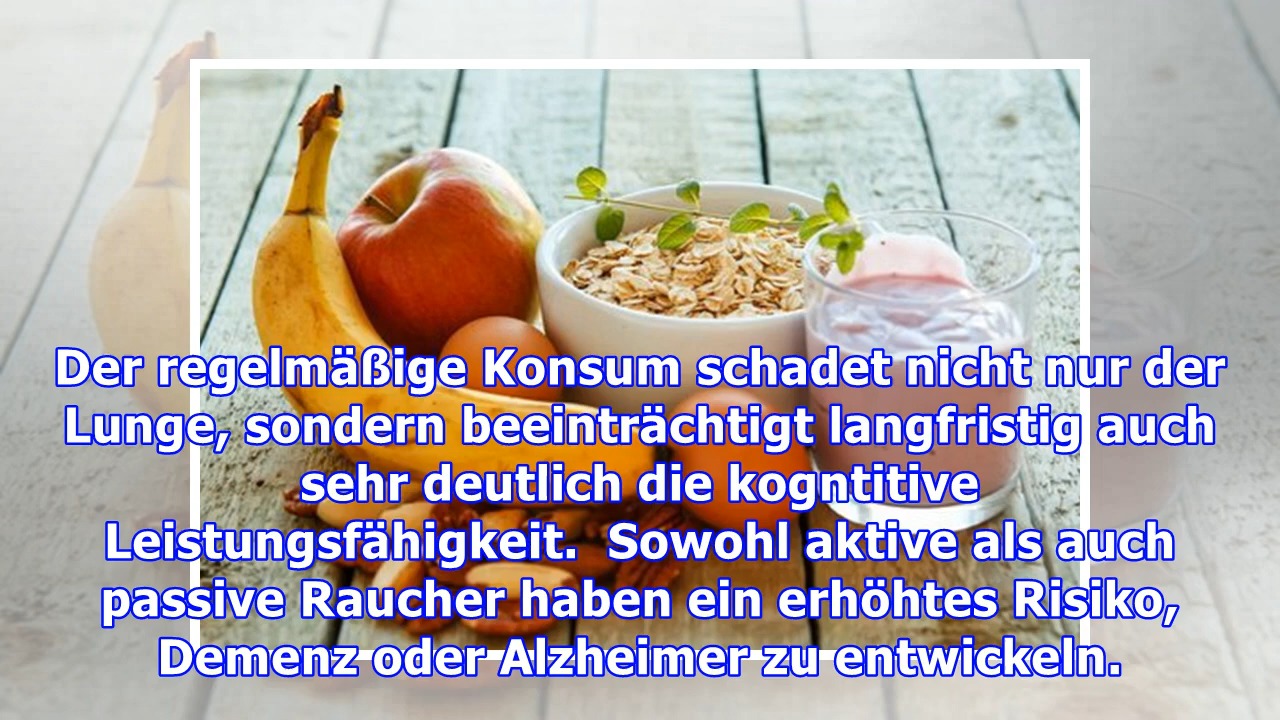 Der regelmäßige Konsum schadet nicht nur der
Lunge, sondern beeinträchtigt langfristig auch
sehr deutlich die kogntitive
Leistungsfähigkeit.  Sowohl aktive als auch
passive Raucher haben ein erhöhtes Risiko,
Demenz oder Alzheimer zu entwickeln.